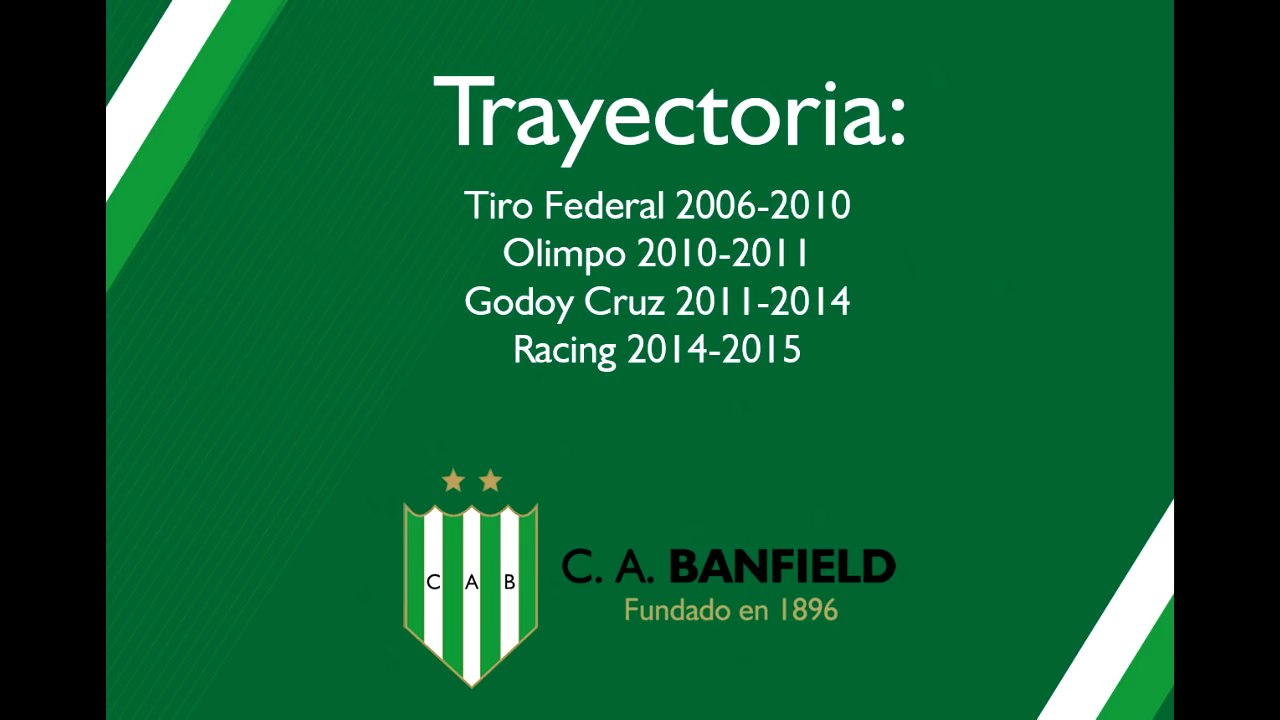 Trayectoria:
Tiro Federal 2006-2010
Olimpo 2010-2011
Godoy Cruz 2011-2014
Racing 2014-2015
C A B
C. A. BANFIELD
Fundado en 1896